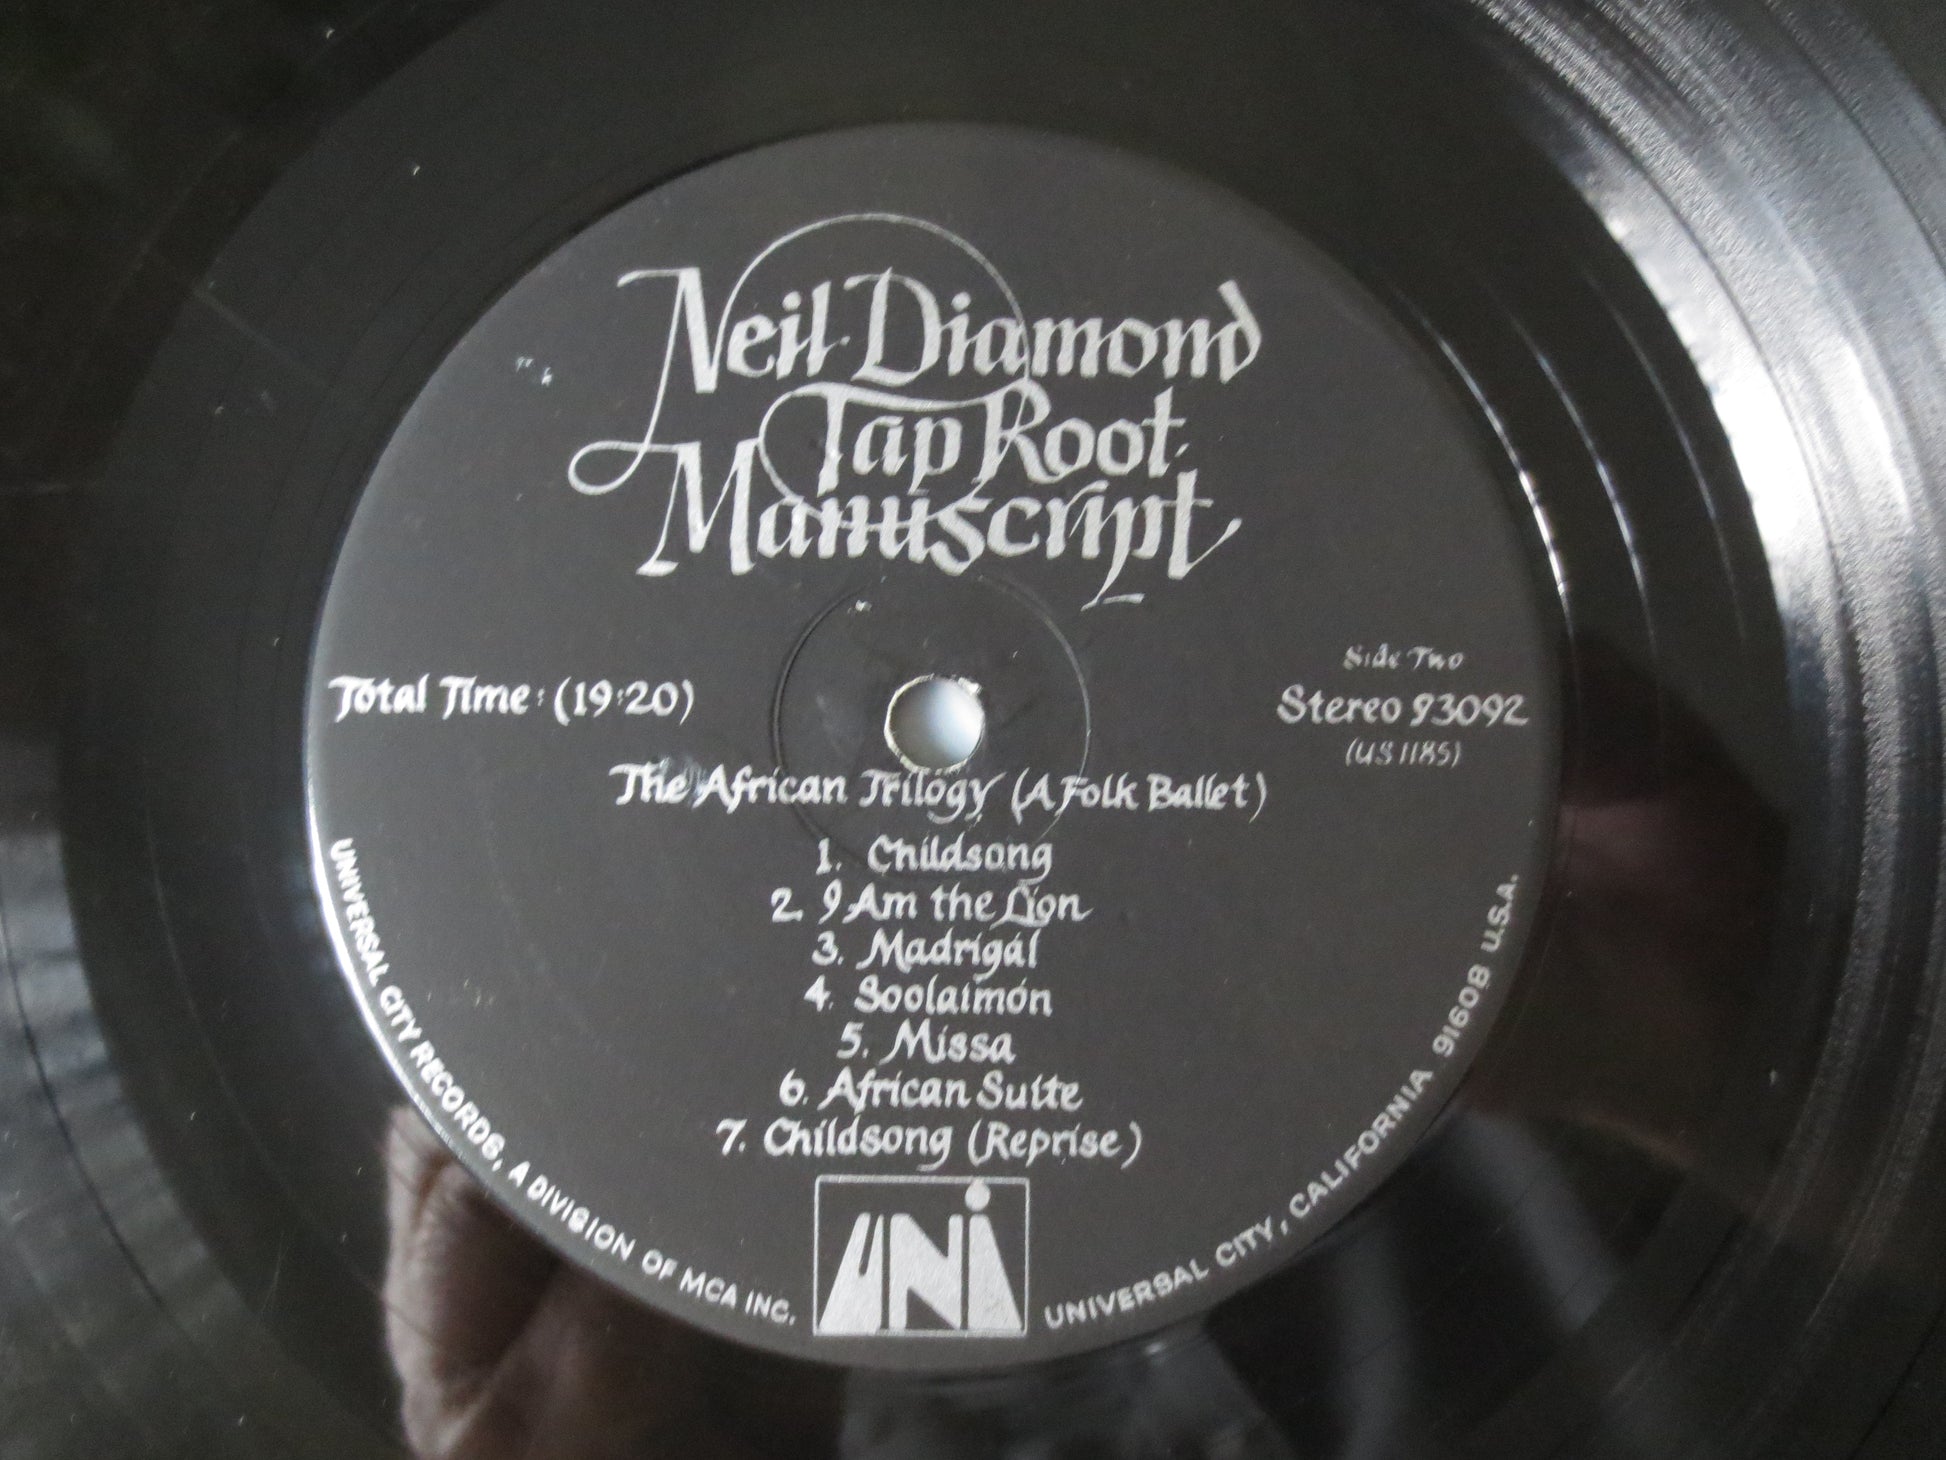 Neil Diamond
Tap Root
Manuscript
Total Time: (19:20)
Side Two
Stereo 93092
(US 1185)
The African Trilogy (A Folk Ballet)
1. Childsong
2. I Am the Lion
3. Madrigal
4. Soolaimón
5. Missa
6. African Suite
7. Childsong (Reprise)
UNI
UNIVERSAL CITY RECORDS, A DIVISION OF MCA INC.
UNIVERSAL CITY, CALIFORNIA 91608 U.S.A.